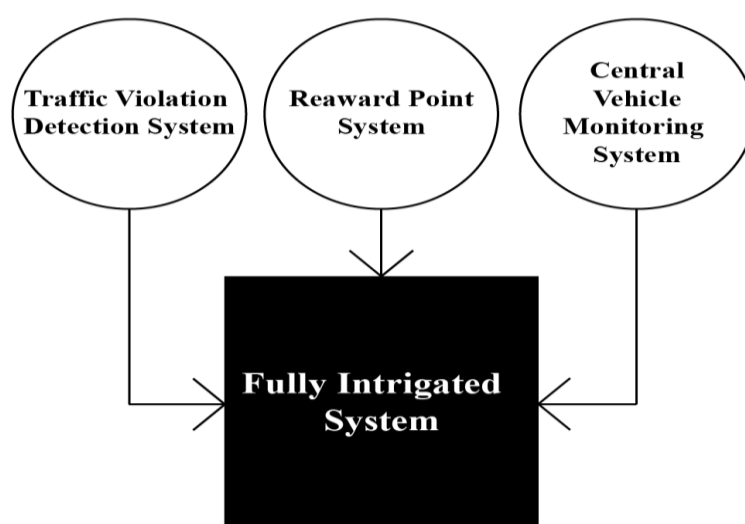 Traffic Violation
Detection System
Reaward Point
System
Central
Vehicle
Monitoring
System
Fully Intrigated
System